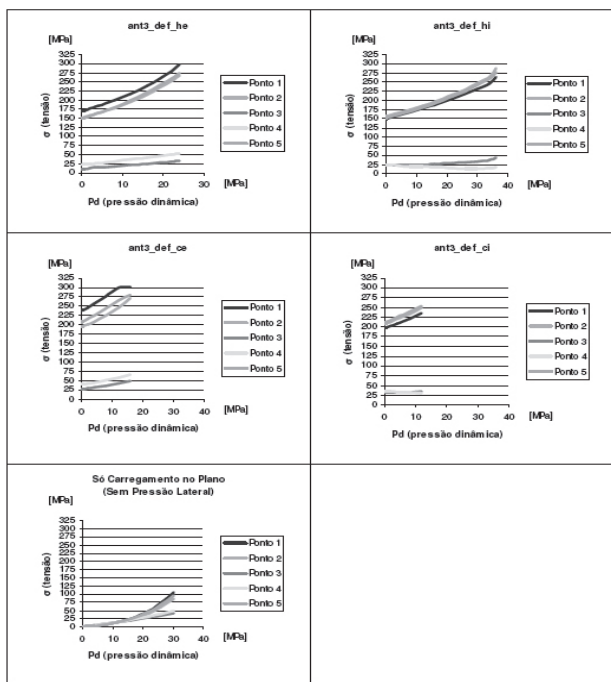 ant3_def_he
[MPa]
325
300
275
250
225
200
175
150
125
100
75
50
25
0
σ (tensão)
0 10 20 30
[MPa]
Pd (pressão dinâmica)
Ponto 1
Ponto 2
Ponto 3
Ponto 4
Ponto 5
ant3_def_hi
[MPa]
325
300
275
250
225
200
175
150
125
100
75
50
25
0
σ (tensão)
0 10 20 30 40
[MPa]
Pd (pressão dinâmica)
Ponto 1
Ponto 2
Ponto 3
Ponto 4
Ponto 5
ant3_def_ce
[MPa]
325
300
275
250
225
200
175
150
125
100
75
50
25
0
σ (tensão)
0 10 20 30 40
[MPa]
Pd (pressão dinâmica)
Ponto 1
Ponto 2
Ponto 3
Ponto 4
Ponto 5
ant3_def_ci
[MPa]
325
300
275
250
225
200
175
150
125
100
75
50
25
0
σ (tensão)
0 10 20 30 40
[MPa]
Pd (pressão dinâmica)
Ponto 1
Ponto 2
Ponto 3
Ponto 4
Ponto 5
Só Carregamento no Plano
(Sem Pressão Lateral)
[MPa]
325
300
275
250
225
200
175
150
125
100
75
50
25
0
σ (tensão)
0 10 20 30 40
[MPa]
Pd (pressão dinâmica)
Ponto 1
Ponto 2
Ponto 3
Ponto 4
Ponto 5